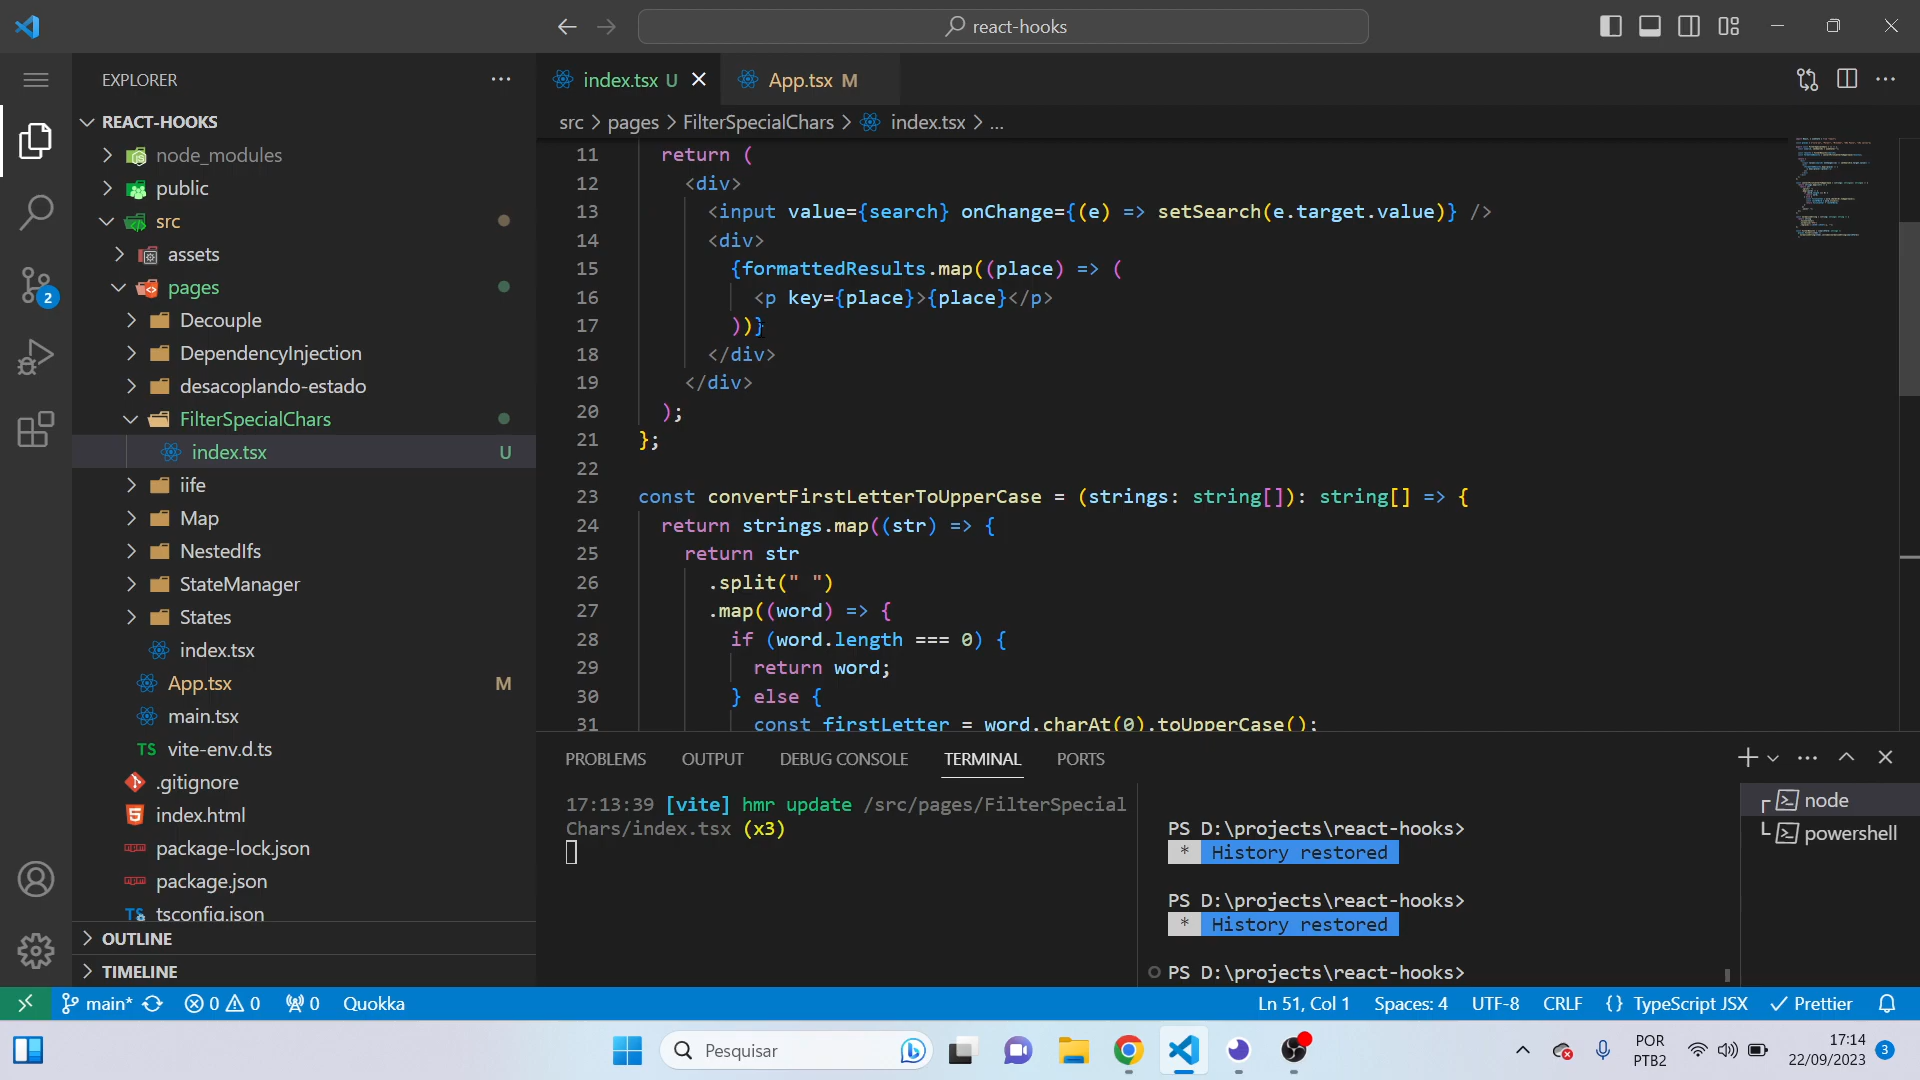 react-hooks
EXPLORER
REACT-HOOKS
node_modules
public
src
assets
pages
Decouple
DependencyInjection
desacoplando-estado
FilterSpecialChars
index.tsx U
iife
Map
NestedIfs
StateManager
States
index.tsx
App.tsx M
main.tsx
TS vite-env.d.ts
.gitignore
index.html
package-lock.json
package.json
TS tsconfig.json
OUTLINE
TIMELINE
2
index.tsx U
App.tsx M
src > pages > FilterSpecialChars > index.tsx > ...
11 return (
12 <div>
13 <input value={search} onChange={(e) => setSearch(e.target.value)} />
14 <div>
15 {formattedResults.map((place) => (
16 <p key={place}>{place}</p>
17 ))}
18 </div>
19 </div>
20 );
21 };
22
23 const convertFirstLetterToUpperCase = (strings: string[]): string[] => {
24 return strings.map((str) => {
25 return str
26 .split(" ")
27 .map((word) => {
28 if (word.length === 0) {
29 return word;
30 } else {
31 const firstLetter = word.charAt(0).toUpperCase();
PROBLEMS OUTPUT DEBUG CONSOLE TERMINAL PORTS
17:13:39 [vite] hmr update /src/pages/FilterSpecial
Chars/index.tsx (x3)
PS D:\projects\react-hooks>
* History restored
PS D:\projects\react-hooks>
* History restored
PS D:\projects\react-hooks>
node
powershell
main* 0 0 0 Quokka Ln 51, Col 1 Spaces: 4 UTF-8 CRLF {} TypeScript JSX Prettier
Pesquisar
POR
PTB2
17:14
22/09/2023
3